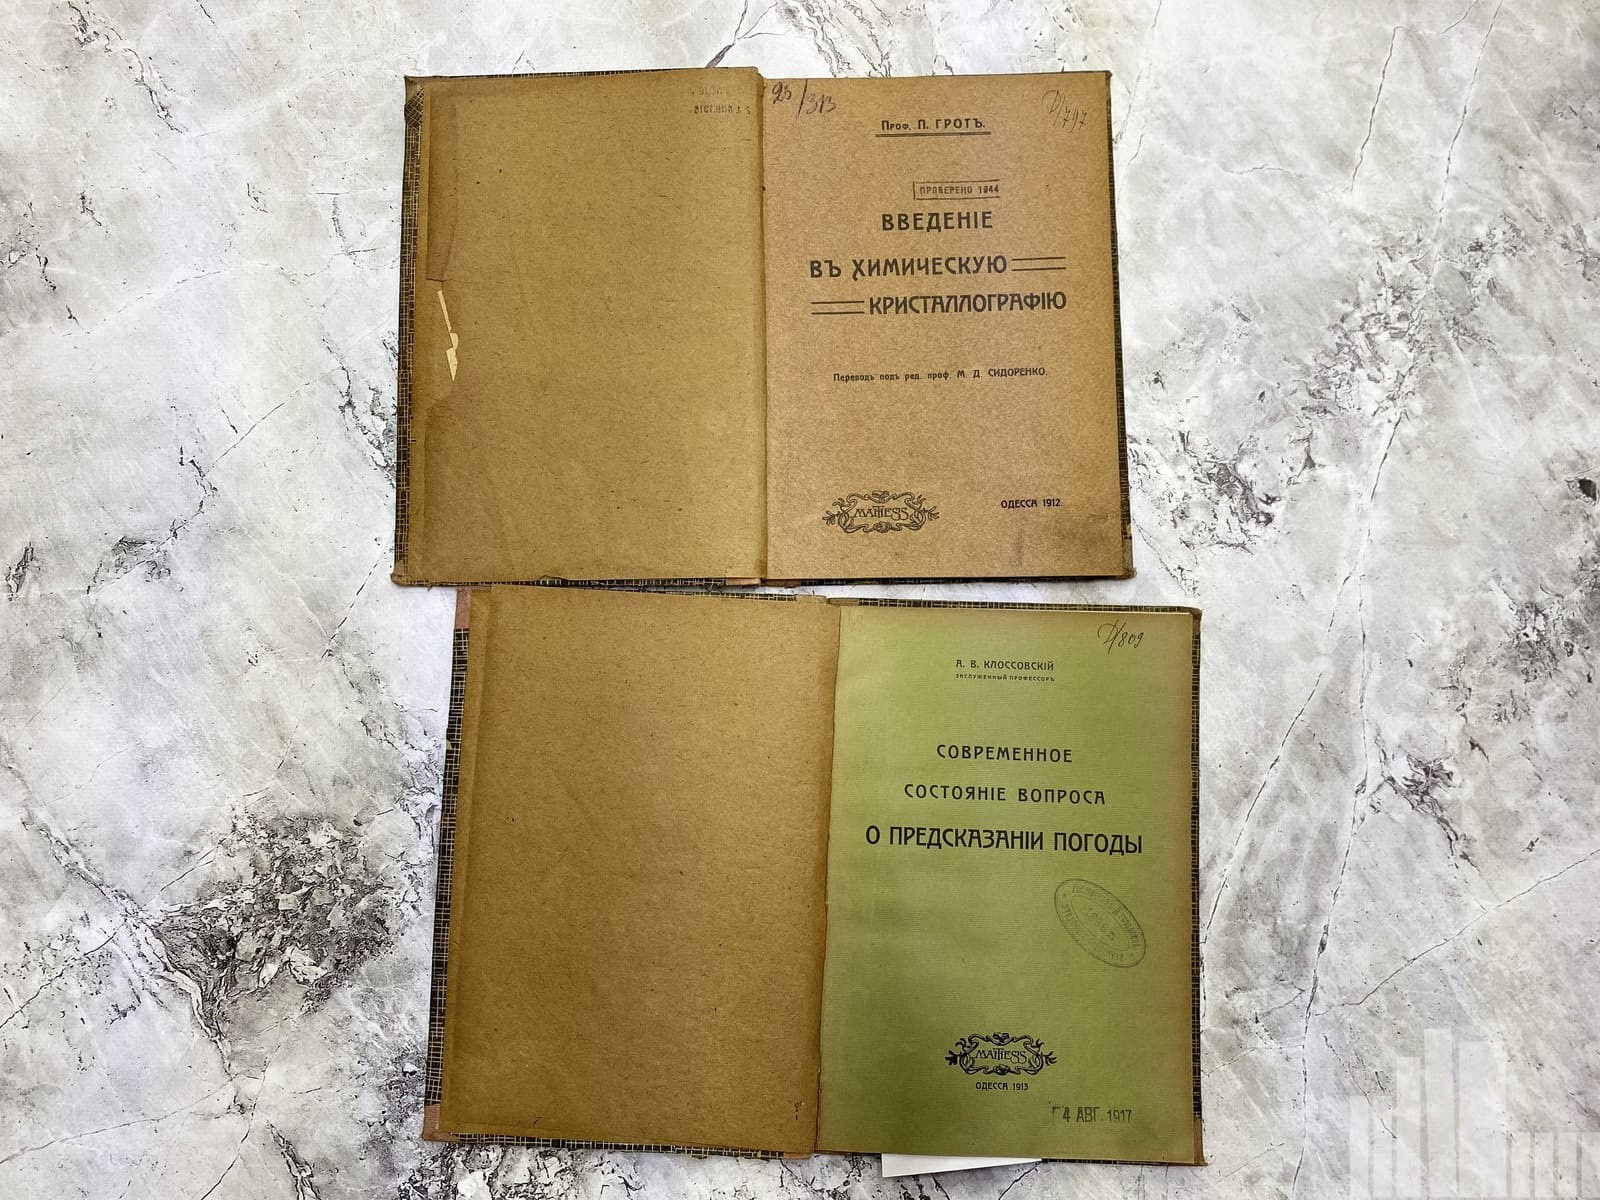 23/313
Д/797
Проф. П. ГРОТЪ.
ПРОВЕРЕНО 1944
ВВЕДЕНІЕ
ВЪ ХИМИЧЕСКУЮ
КРИСТАЛЛОГРАФІЮ
Переводъ подъ ред. проф. М. Д. СИДОРЕНКО.
MATHESIS
ОДЕССА 1912.
Д/809
А. В. КЛОССОВСКІЙ
ЗАСЛУЖЕННЫЙ ПРОФЕССОРЪ
СОВРЕМЕННОЕ
СОСТОЯНІЕ ВОПРОСА
О ПРЕДСКАЗАНІИ ПОГОДЫ
MATHESIS
ОДЕССА 1913
4 АВГ. 1917